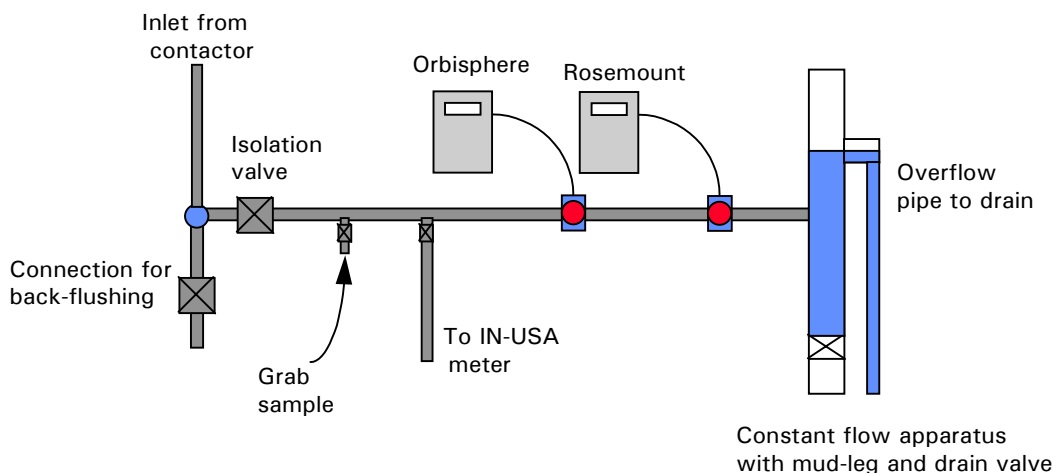 Inlet from
contactor
Orbisphere
Rosemount
Isolation
valve
Overflow
pipe to drain
Connection for
back-flushing
To IN-USA
meter
Grab
sample
Constant flow apparatus
with mud-leg and drain valve